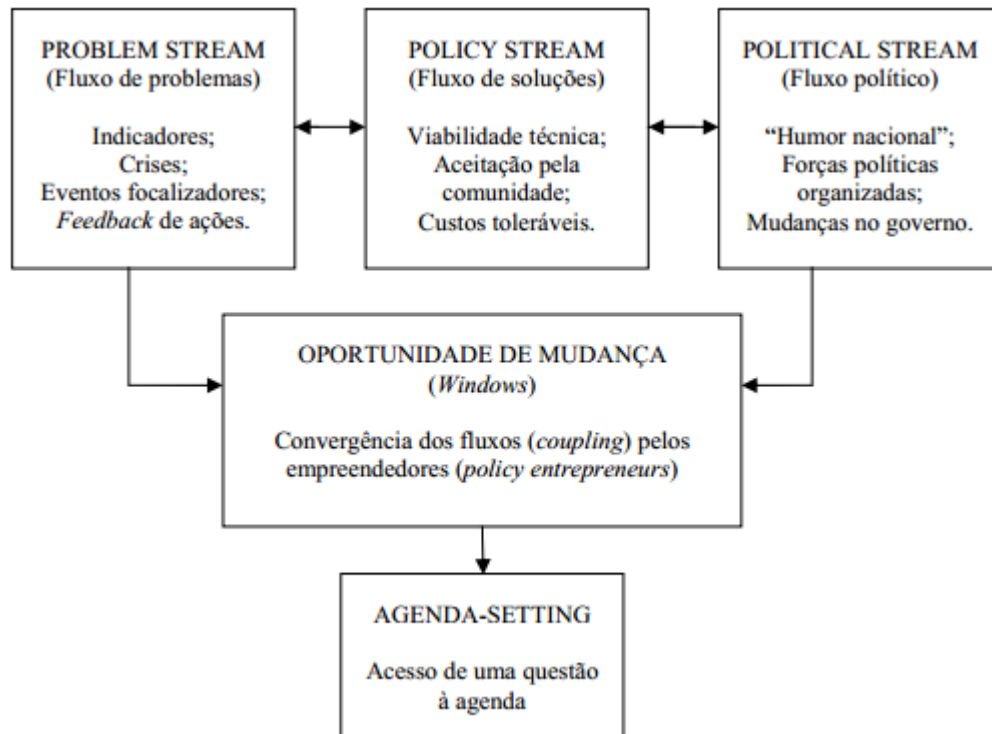 PROBLEM STREAM
(Fluxo de problemas)
Indicadores;
Crises;
Eventos focalizadores;
Feedback de ações.
POLICY STREAM
(Fluxo de soluções)
Viabilidade técnica;
Aceitação pela
comunidade;
Custos toleráveis.
POLITICAL STREAM
(Fluxo político)
“Humor nacional”;
Forças políticas
organizadas;
Mudanças no governo.
OPORTUNIDADE DE MUDANÇA
(Windows)
Convergência dos fluxos (coupling) pelos
empreendedores (policy entrepreneurs)
AGENDA-SETTING
Acesso de uma questão
à agenda